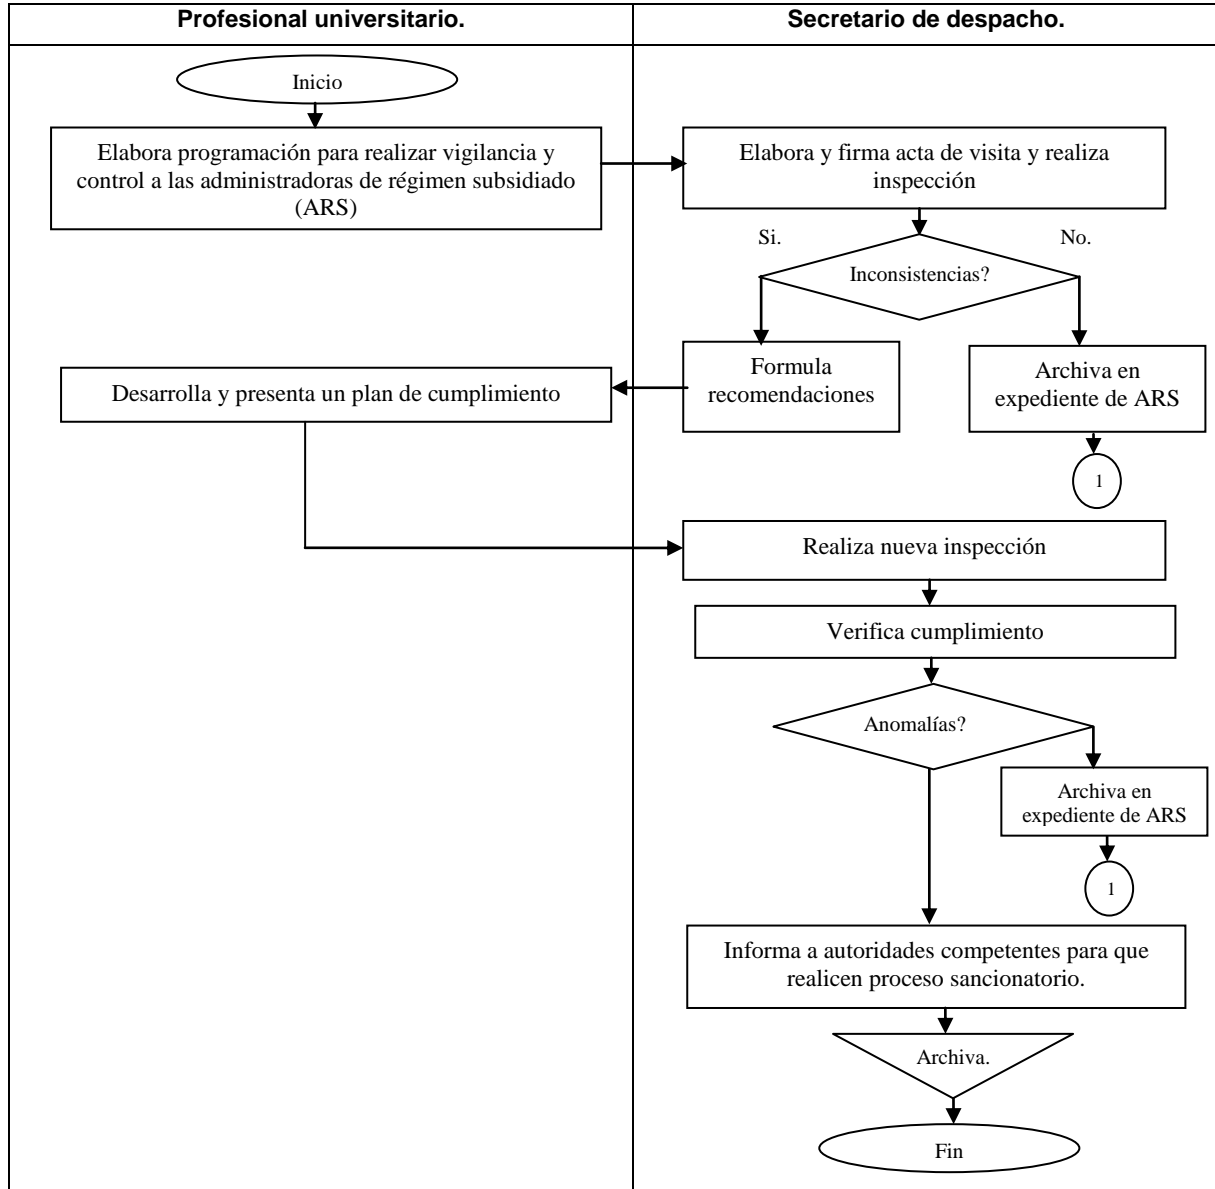 Profesional universitario.
Secretario de despacho.
Inicio
Elabora programación para realizar vigilancia y
control a las administradoras de régimen subsidiado
(ARS)
Elabora y firma acta de visita y realiza
inspección
Si.
No.
Inconsistencias?
Formula
recomendaciones
Archiva en
expediente de ARS
Desarrolla y presenta un plan de cumplimiento
1
Realiza nueva inspección
Verifica cumplimiento
Anomalías?
Archiva en
expediente de ARS
1
Informa a autoridades competentes para que
realicen proceso sancionatorio.
Archiva.
Fin